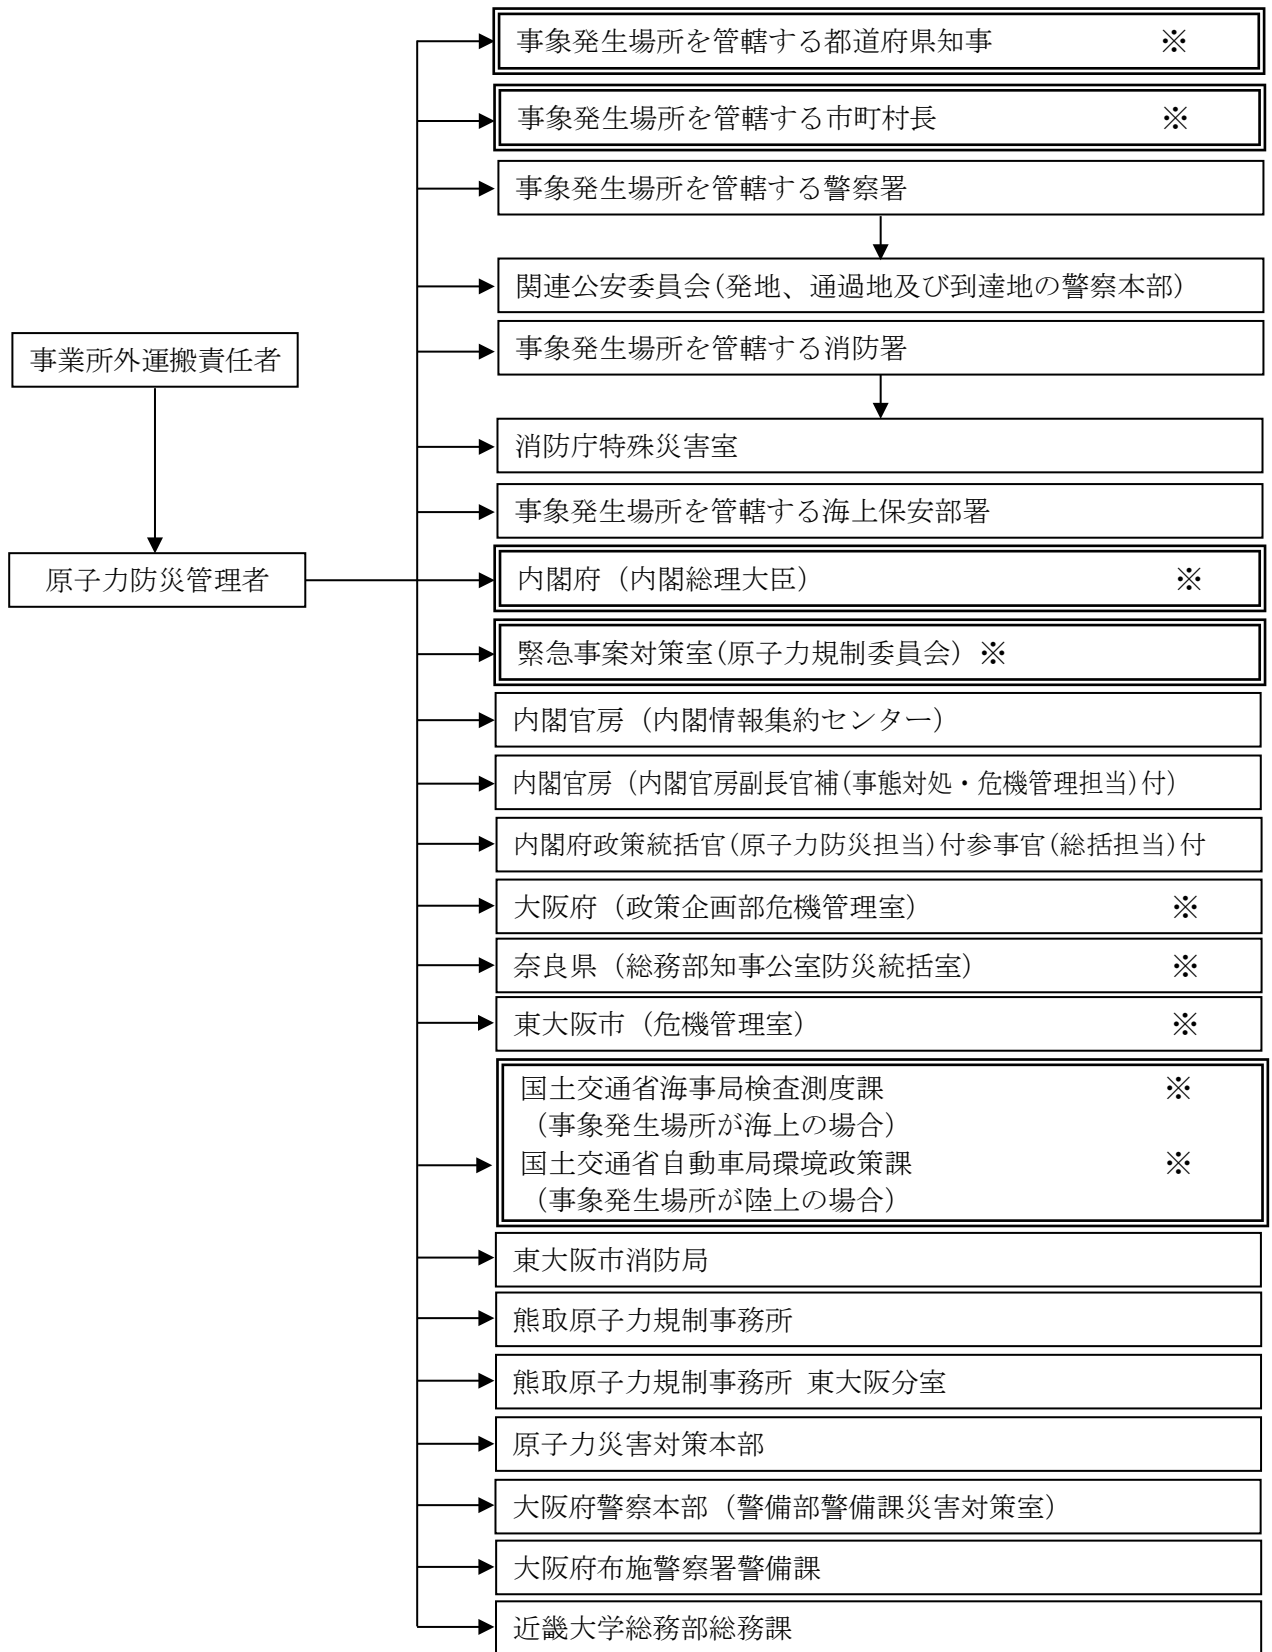 事象発生場所を管轄する都道府県知事 ※
事象発生場所を管轄する市町村長 ※
事象発生場所を管轄する警察署
関連公安委員会(発地、通過地及び到達地の警察本部)
事業所外運搬責任者
事象発生場所を管轄する消防署
消防庁特殊災害室
事象発生場所を管轄する海上保安部署
原子力防災管理者
内閣府(内閣総理大臣) ※
緊急事案対策室(原子力規制委員会) ※
内閣官房(内閣情報集約センター)
内閣官房(内閣官房副長官補(事態対処・危機管理担当)付)
内閣府政策統括官(原子力防災担当)付参事官(総括担当)付
大阪府(政策企画部危機管理室) ※
奈良県(総務部知事公室防災統括室) ※
東大阪市(危機管理室) ※
国土交通省海事局検査測度課 ※
(事象発生場所が海上の場合)
国土交通省自動車局環境政策課 ※
(事象発生場所が陸上の場合)
東大阪市消防局
熊取原子力規制事務所
熊取原子力規制事務所 東大阪分室
原子力災害対策本部
大阪府警察本部(警備部警備課災害対策室)
大阪府布施警察署警備課
近畿大学総務部総務課